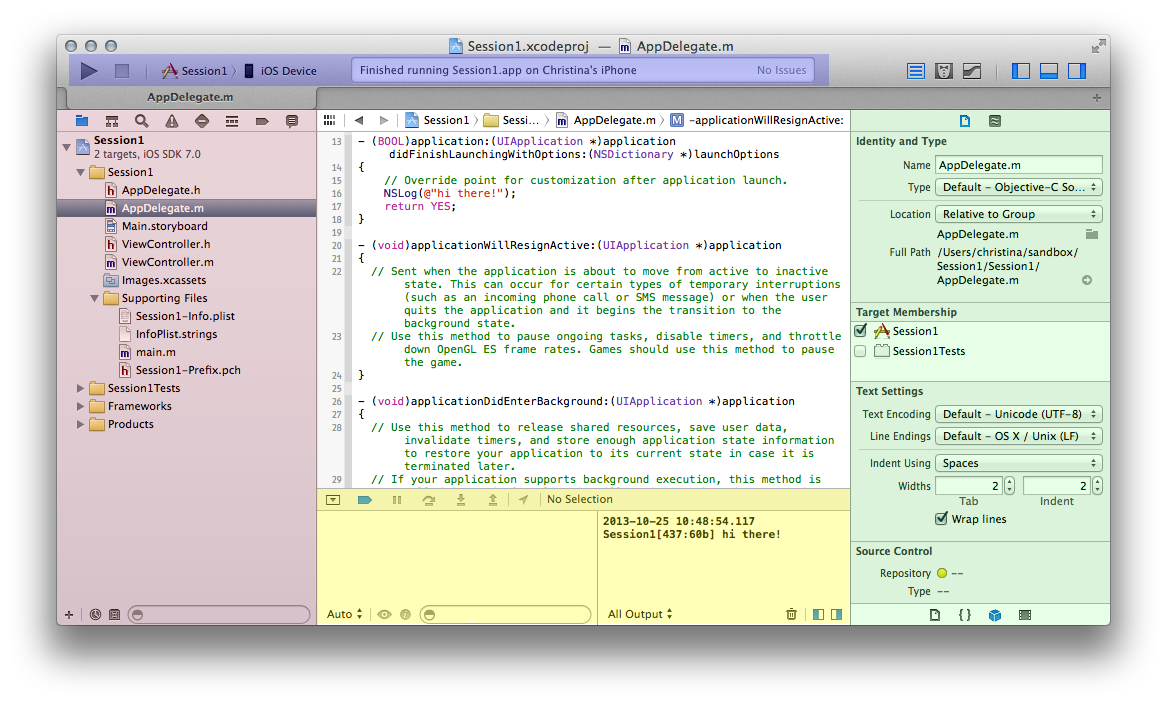 Session1.xcodeproj — AppDelegate.m
Session1 〉 iOS Device
Finished running Session1.app on Christina's iPhone No Issues
AppDelegate.m
Session1
2 targets, iOS SDK 7.0
Session1
AppDelegate.h
AppDelegate.m
Main.storyboard
ViewController.h
ViewController.m
Images.xcassets
Supporting Files
Session1-Info.plist
InfoPlist.strings
main.m
Session1-Prefix.pch
Session1Tests
Frameworks
Products
Session1 〉 Sessi... 〉 AppDelegate.m 〉 M -applicationWillResignActive:
13 - (BOOL)application:(UIApplication *)application
didFinishLaunchingWithOptions:(NSDictionary *)launchOptions
14 {
15 // Override point for customization after application launch.
16 NSLog(@"hi there!");
17 return YES;
18 }
19
20 - (void)applicationWillResignActive:(UIApplication *)application
21 {
22 // Sent when the application is about to move from active to inactive
state. This can occur for certain types of temporary interruptions
(such as an incoming phone call or SMS message) or when the user
quits the application and it begins the transition to the
background state.
23 // Use this method to pause ongoing tasks, disable timers, and throttle
down OpenGL ES frame rates. Games should use this method to pause
the game.
24 }
25
26 - (void)applicationDidEnterBackground:(UIApplication *)application
27 {
28 // Use this method to release shared resources, save user data,
invalidate timers, and store enough application state information
to restore your application to its current state in case it is
terminated later.
29 // If your application supports background execution, this method is
No Selection
2013-10-25 10:48:54.117
Session1[437:60b] hi there!
Auto
All Output
Identity and Type
Name AppDelegate.m
Type Default - Objective-C So...
Location Relative to Group
AppDelegate.m
Full Path /Users/christina/sandbox/
Session1/Session1/
AppDelegate.m
Target Membership
Session1
Session1Tests
Text Settings
Text Encoding Default - Unicode (UTF-8)
Line Endings Default - OS X / Unix (LF)
Indent Using Spaces
Widths 2 2
Tab Indent
Wrap lines
Source Control
Repository --
Type --